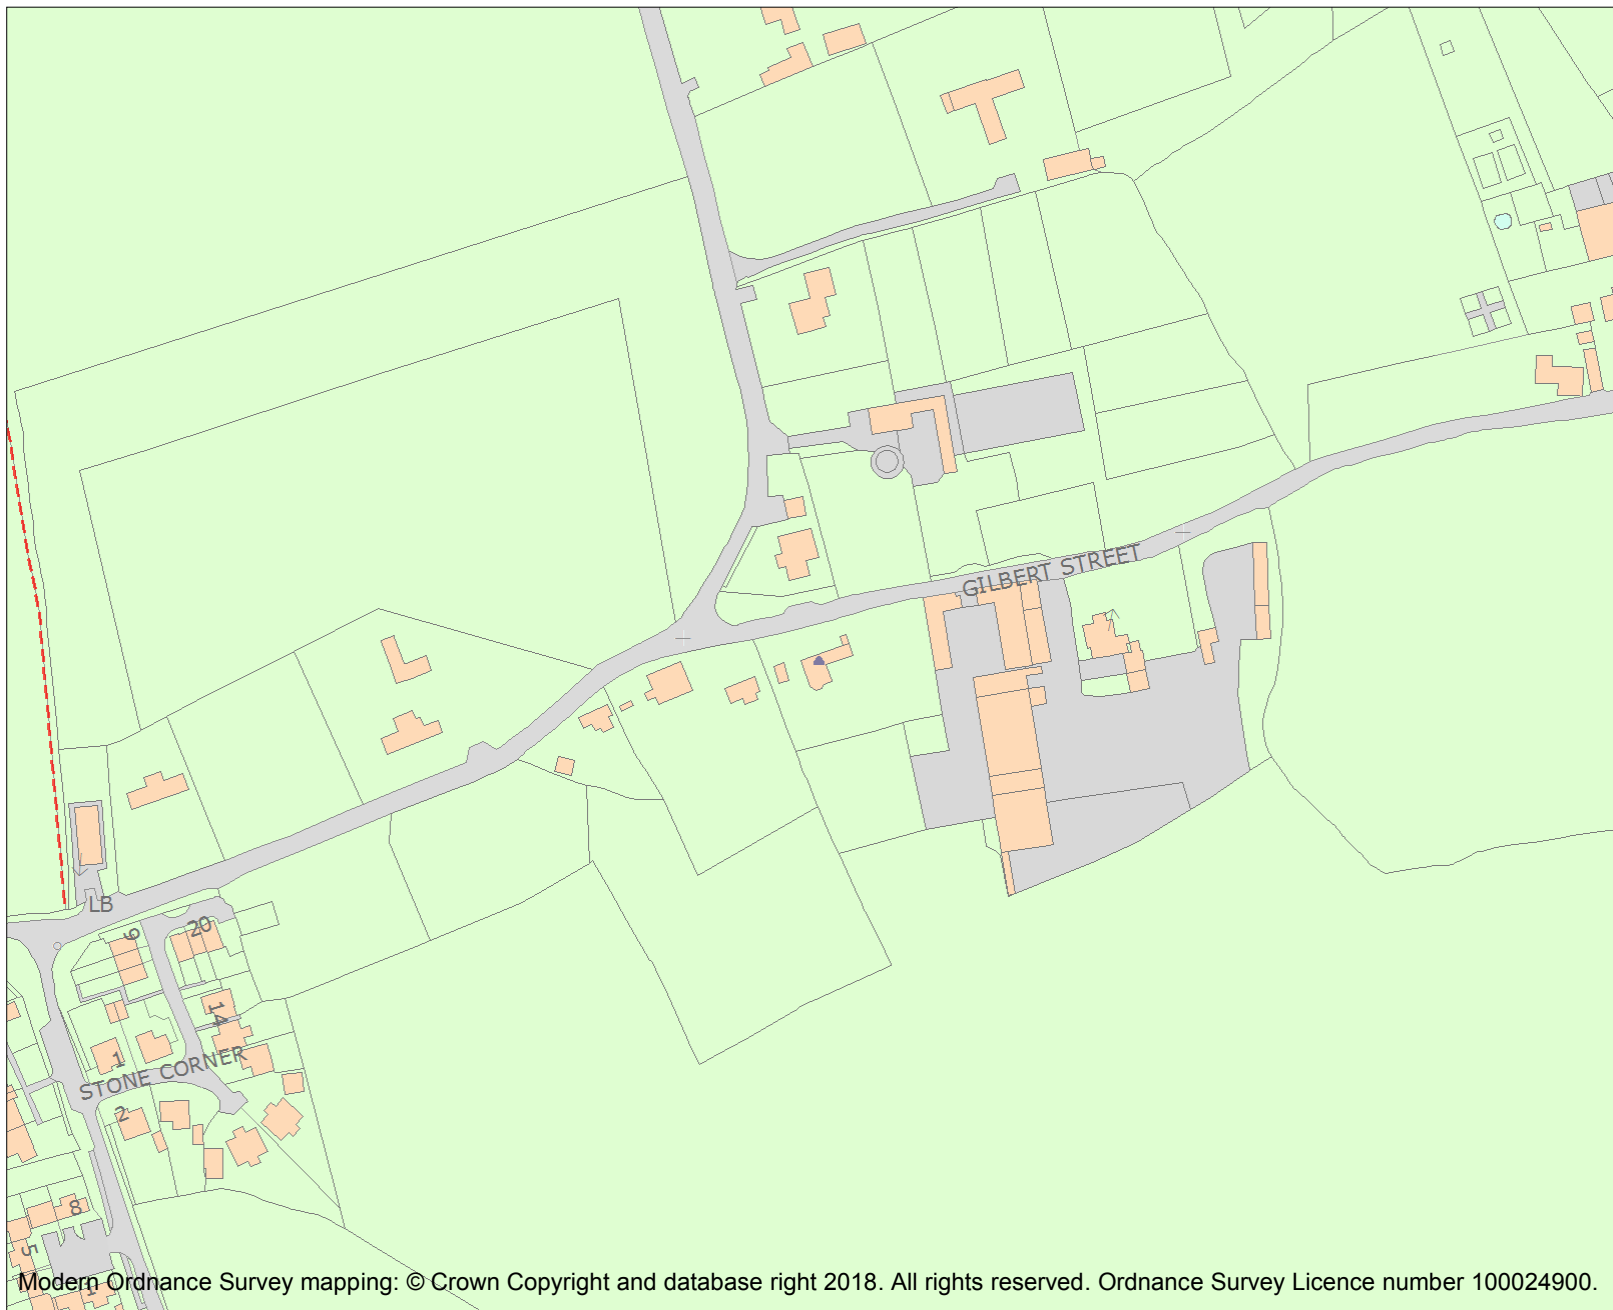 GILBERT STREET
LB
9
20
14
1
STONE CORNER
2
8
5
1
Modern Ordnance Survey mapping: © Crown Copyright and database right 2018. All rights reserved. Ordnance Survey Licence number 100024900.